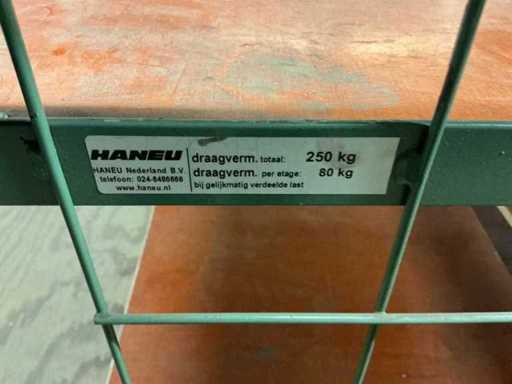 HANEU
HANEU Nederland B.V.
telefoon: 024-6486666
www.haneu.nl
draagverm. totaal: 250 kg
draagverm. per etage: 80 kg
bij gelijkmatig verdeelde last